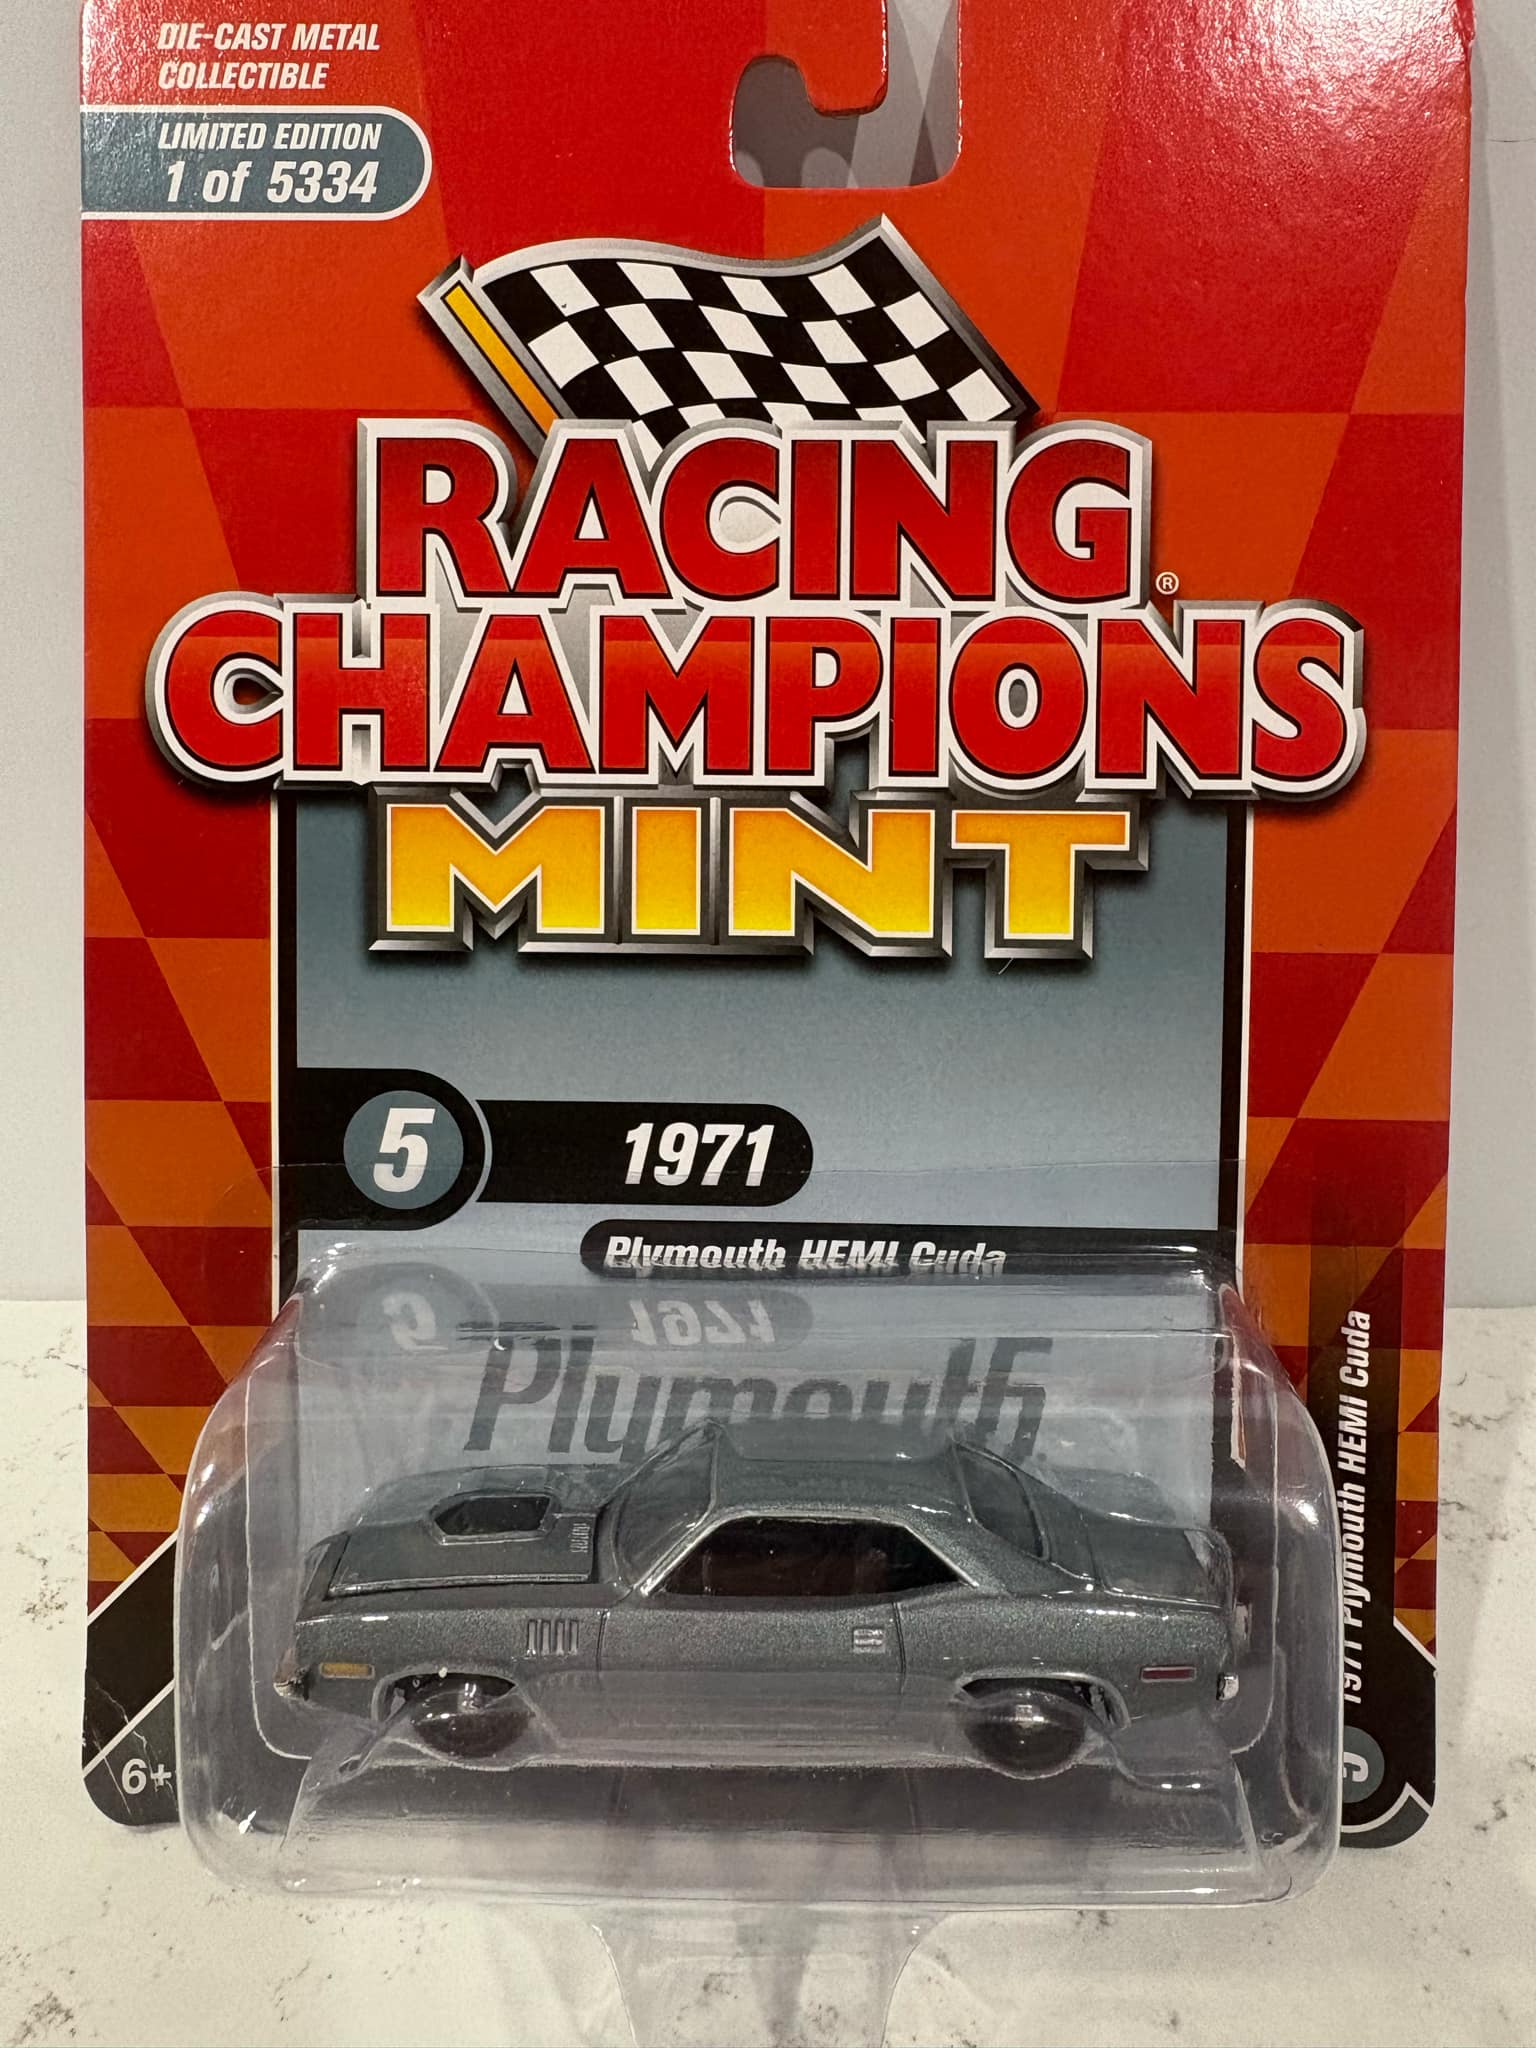 DIE-CAST METAL
COLLECTIBLE
LIMITED EDITION
1 of 5334
RACING
CHAMPIONS®
MINT
5
1971
Plymouth HEMI Cuda
Plymouth
1971 Plymouth HEMI Cuda
5
6+